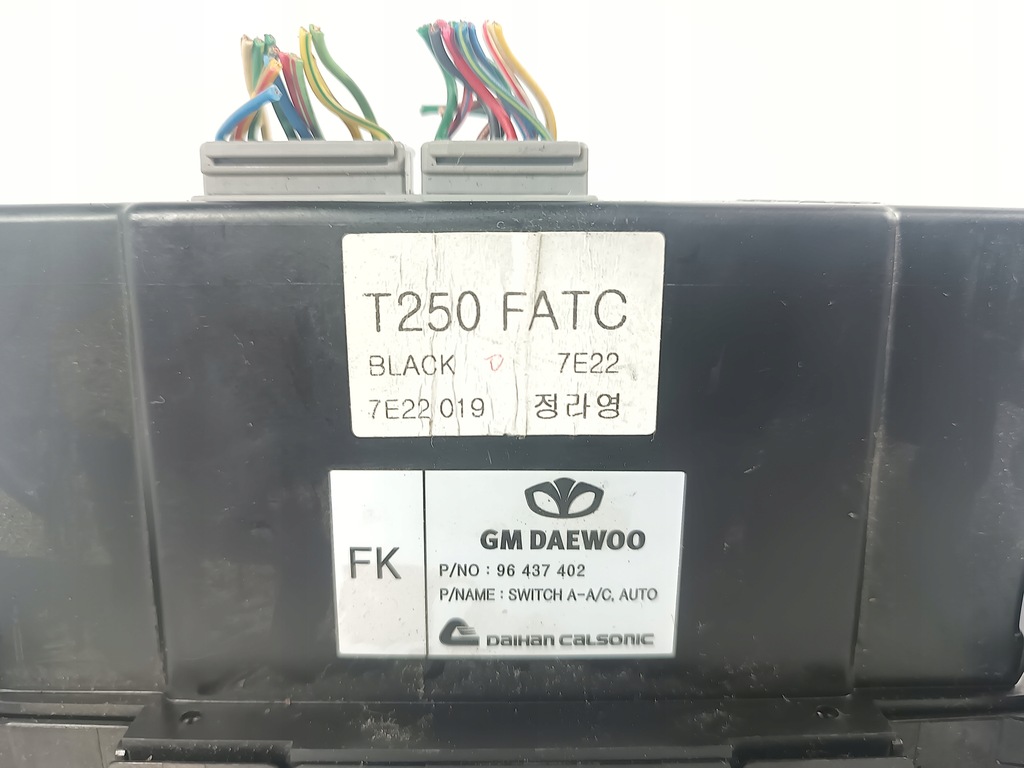 T250 FATC
BLACK 7E22
7E22 019 정라영
FK
GM DAEWOO
P/NO : 96 437 402
P/NAME : SWITCH A-A/C, AUTO
DAIHAN CALSONIC